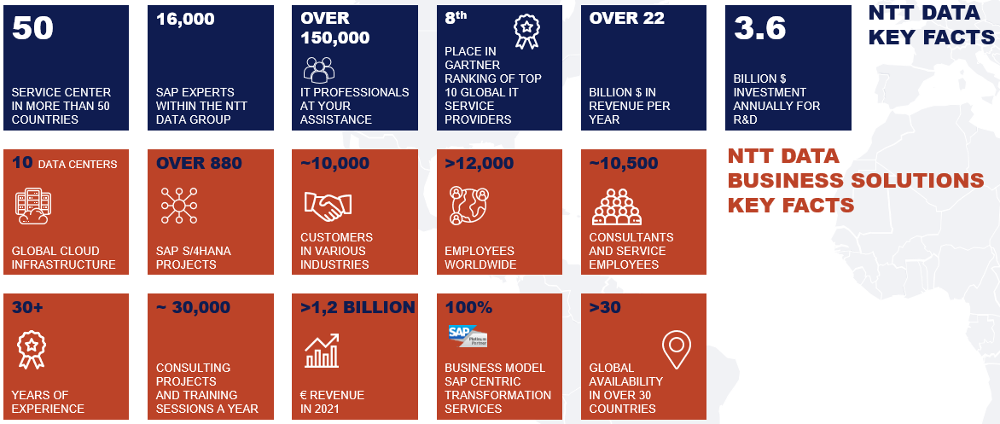 50
SERVICE CENTER
IN MORE THAN 50
COUNTRIES
16,000
SAP EXPERTS
WITHIN THE NTT
DATA GROUP
OVER
150,000
IT PROFESSIONALS
AT YOUR
ASSISTANCE
8th
PLACE IN
GARTNER
RANKING OF TOP
10 GLOBAL IT
SERVICE
PROVIDERS
OVER 22
BILLION $ IN
REVENUE PER
YEAR
3.6
BILLION $
INVESTMENT
ANNUALLY FOR
R&D
NTT DATA
KEY FACTS
10 DATA CENTERS
GLOBAL CLOUD
INFRASTRUCTURE
OVER 880
SAP S/4HANA
PROJECTS
~10,000
CUSTOMERS
IN VARIOUS
INDUSTRIES
>12,000
EMPLOYEES
WORLDWIDE
~10,500
CONSULTANTS
AND SERVICE
EMPLOYEES
NTT DATA
BUSINESS SOLUTIONS
KEY FACTS
30+
YEARS OF
EXPERIENCE
~ 30,000
CONSULTING
PROJECTS
AND TRAINING
SESSIONS A YEAR
>1,2 BILLION
€ REVENUE
IN 2021
100%
SAP
Platinum
Partner
BUSINESS MODEL
SAP CENTRIC
TRANSFORMATION
SERVICES
>30
GLOBAL
AVAILABILITY
IN OVER 30
COUNTRIES